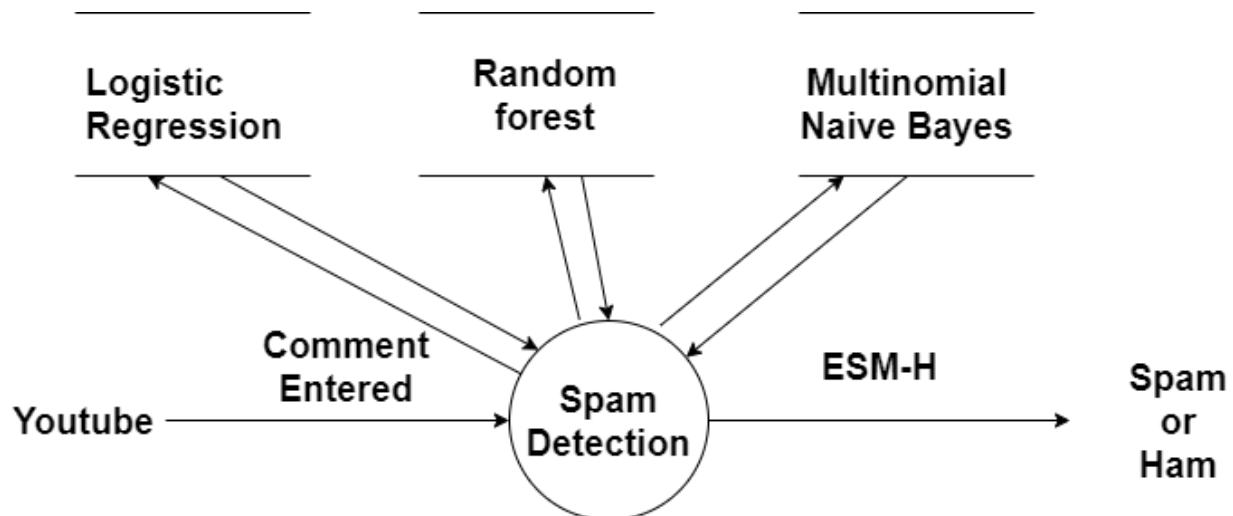 Logistic
Regression
Random
forest
Multinomial
Naive Bayes
Comment
Entered
Youtube
Spam
Detection
ESM-H
Spam
or
Ham